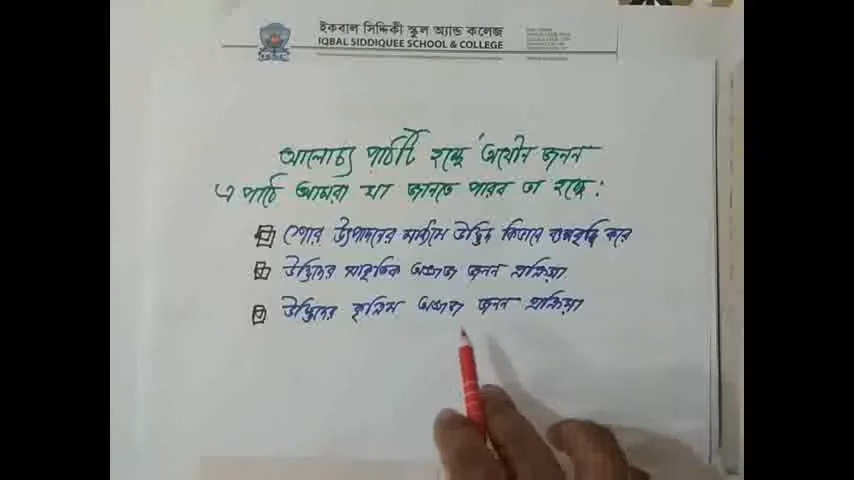 ইকবাল সিদ্দিকী স্কুল অ্যান্ড কলেজ
IQBAL SIDDIQUEE SCHOOL & COLLEGE
আলোচ্য পাঠটি হচ্ছে 'অযৌন জনন
এ পাঠে আমরা যা জানতে পারব তা হচ্ছে:
স্পোর উৎপাদনের মাধ্যমে উদ্ভিদ কিভাবে বংশবৃদ্ধি করে
উদ্ভিদের প্রাকৃতিক অঙ্গজ জনন প্রক্রিয়া
উদ্ভিদের কৃত্রিম অঙ্গজ জনন প্রক্রিয়া